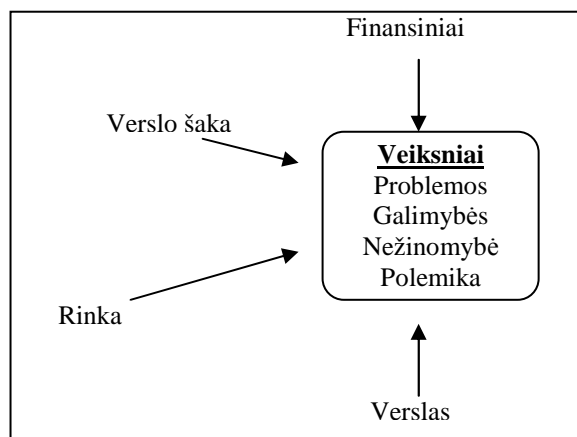 Finansiniai
Verslo šaka
Veiksniai
Problemos
Galimybės
Nežinomybė
Polemika
Rinka
Verslas